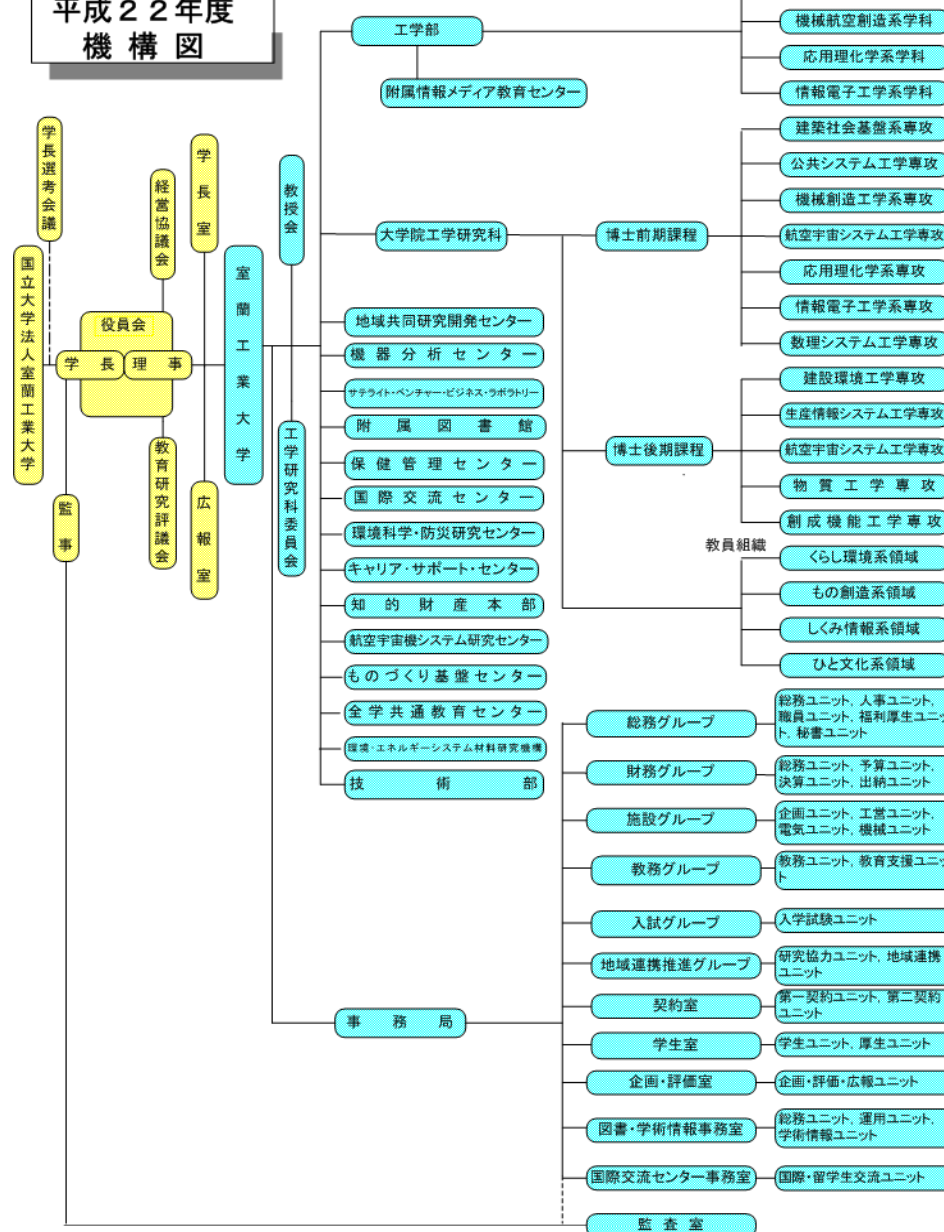 平成２２年度
機構図
学長選考会議
国立大学法人室蘭工業大学
監事
役員会
学長
理事
経営協議会
教育研究評議会
学長室
広報室
室蘭工業大学
教授会
工学研究科委員会
工学部
附属情報メディア教育センター
機械航空創造系学科
応用理化学系学科
情報電子工学系学科
大学院工学研究科
博士前期課程
建築社会基盤系専攻
公共システム工学専攻
機械創造工学系専攻
航空宇宙システム工学専攻
応用理化学系専攻
情報電子工学系専攻
数理システム工学専攻
博士後期課程
建設環境工学専攻
生産情報システム工学専攻
航空宇宙システム工学専攻
物質工学専攻
創成機能工学専攻
教員組織
くらし環境系領域
もの創造系領域
しくみ情報系領域
ひと文化系領域
地域共同研究開発センター
機器分析センター
サテライト・ベンチャー・ビジネス・ラボラトリー
附属図書館
保健管理センター
国際交流センター
環境科学・防災研究センター
キャリア・サポート・センター
知的財産本部
航空宇宙機システム研究センター
ものづくり基盤センター
全学共通教育センター
環境・エネルギーシステム材料研究機構
技術部
事務局
総務グループ
総務ユニット, 人事ユニット,
職員ユニット, 福利厚生ユニッ
ト, 秘書ユニット
財務グループ
総務ユニット, 予算ユニット,
決算ユニット, 出納ユニット
施設グループ
企画ユニット, 工営ユニット,
電気ユニット, 機械ユニット
教務グループ
教務ユニット, 教育支援ユニッ
ト
入試グループ
入学試験ユニット
地域連携推進グループ
研究協力ユニット, 地域連携
ユニット
契約室
第一契約ユニット, 第二契約
ユニット
学生室
学生ユニット, 厚生ユニット
企画・評価室
企画・評価・広報ユニット
図書・学術情報事務室
総務ユニット, 運用ユニット,
学術情報ユニット
国際交流センター事務室
国際・留学生交流ユニット
監査室